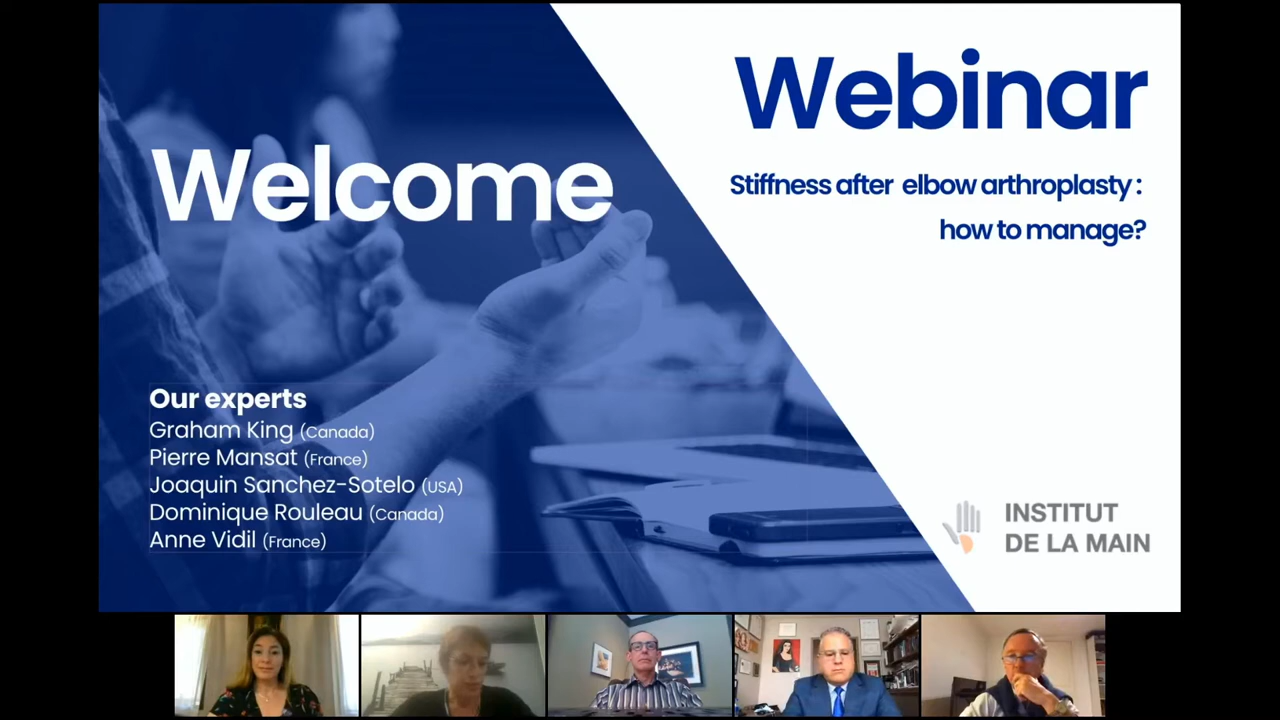 Welcome
Webinar
Stiffness after elbow arthroplasty :
how to manage?
Our experts
Graham King (Canada)
Pierre Mansat (France)
Joaquin Sanchez-Sotelo (USA)
Dominique Rouleau (Canada)
Anne Vidil (France)
INSTITUT
DE LA MAIN